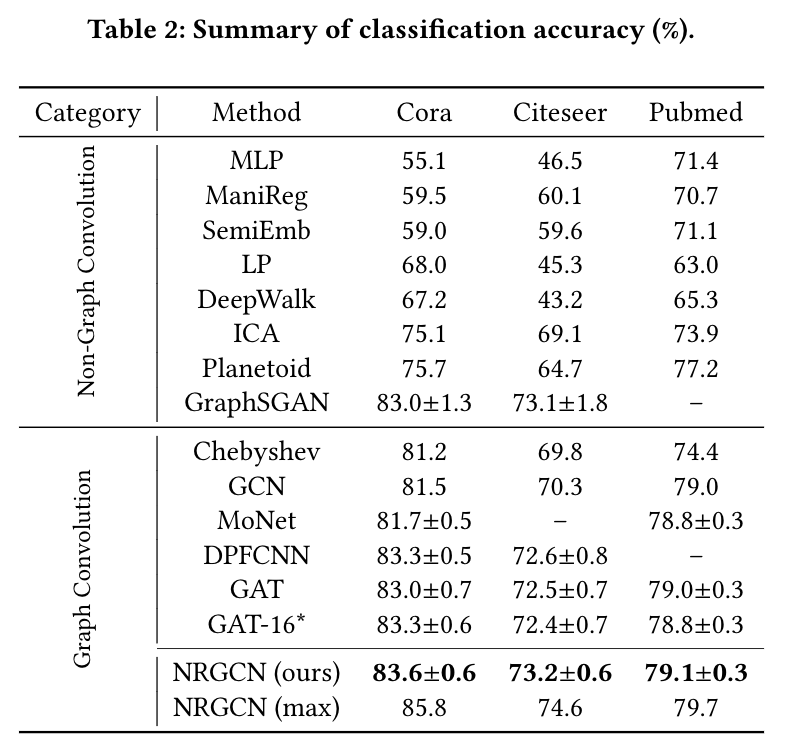 Table 2: Summary of classification accuracy (%).
Category Method Cora Citeseer Pubmed
Non-Graph Convolution
MLP 55.1 46.5 71.4
ManiReg 59.5 60.1 70.7
SemiEmb 59.0 59.6 71.1
LP 68.0 45.3 63.0
DeepWalk 67.2 43.2 65.3
ICA 75.1 69.1 73.9
Planetoid 75.7 64.7 77.2
GraphSGAN 83.0±1.3 73.1±1.8 –
Graph Convolution
Chebyshev 81.2 69.8 74.4
GCN 81.5 70.3 79.0
MoNet 81.7±0.5 – 78.8±0.3
DPFCNN 83.3±0.5 72.6±0.8 –
GAT 83.0±0.7 72.5±0.7 79.0±0.3
GAT-16* 83.3±0.6 72.4±0.7 78.8±0.3
NRGCN (ours) 83.6±0.6 73.2±0.6 79.1±0.3
NRGCN (max) 85.8 74.6 79.7